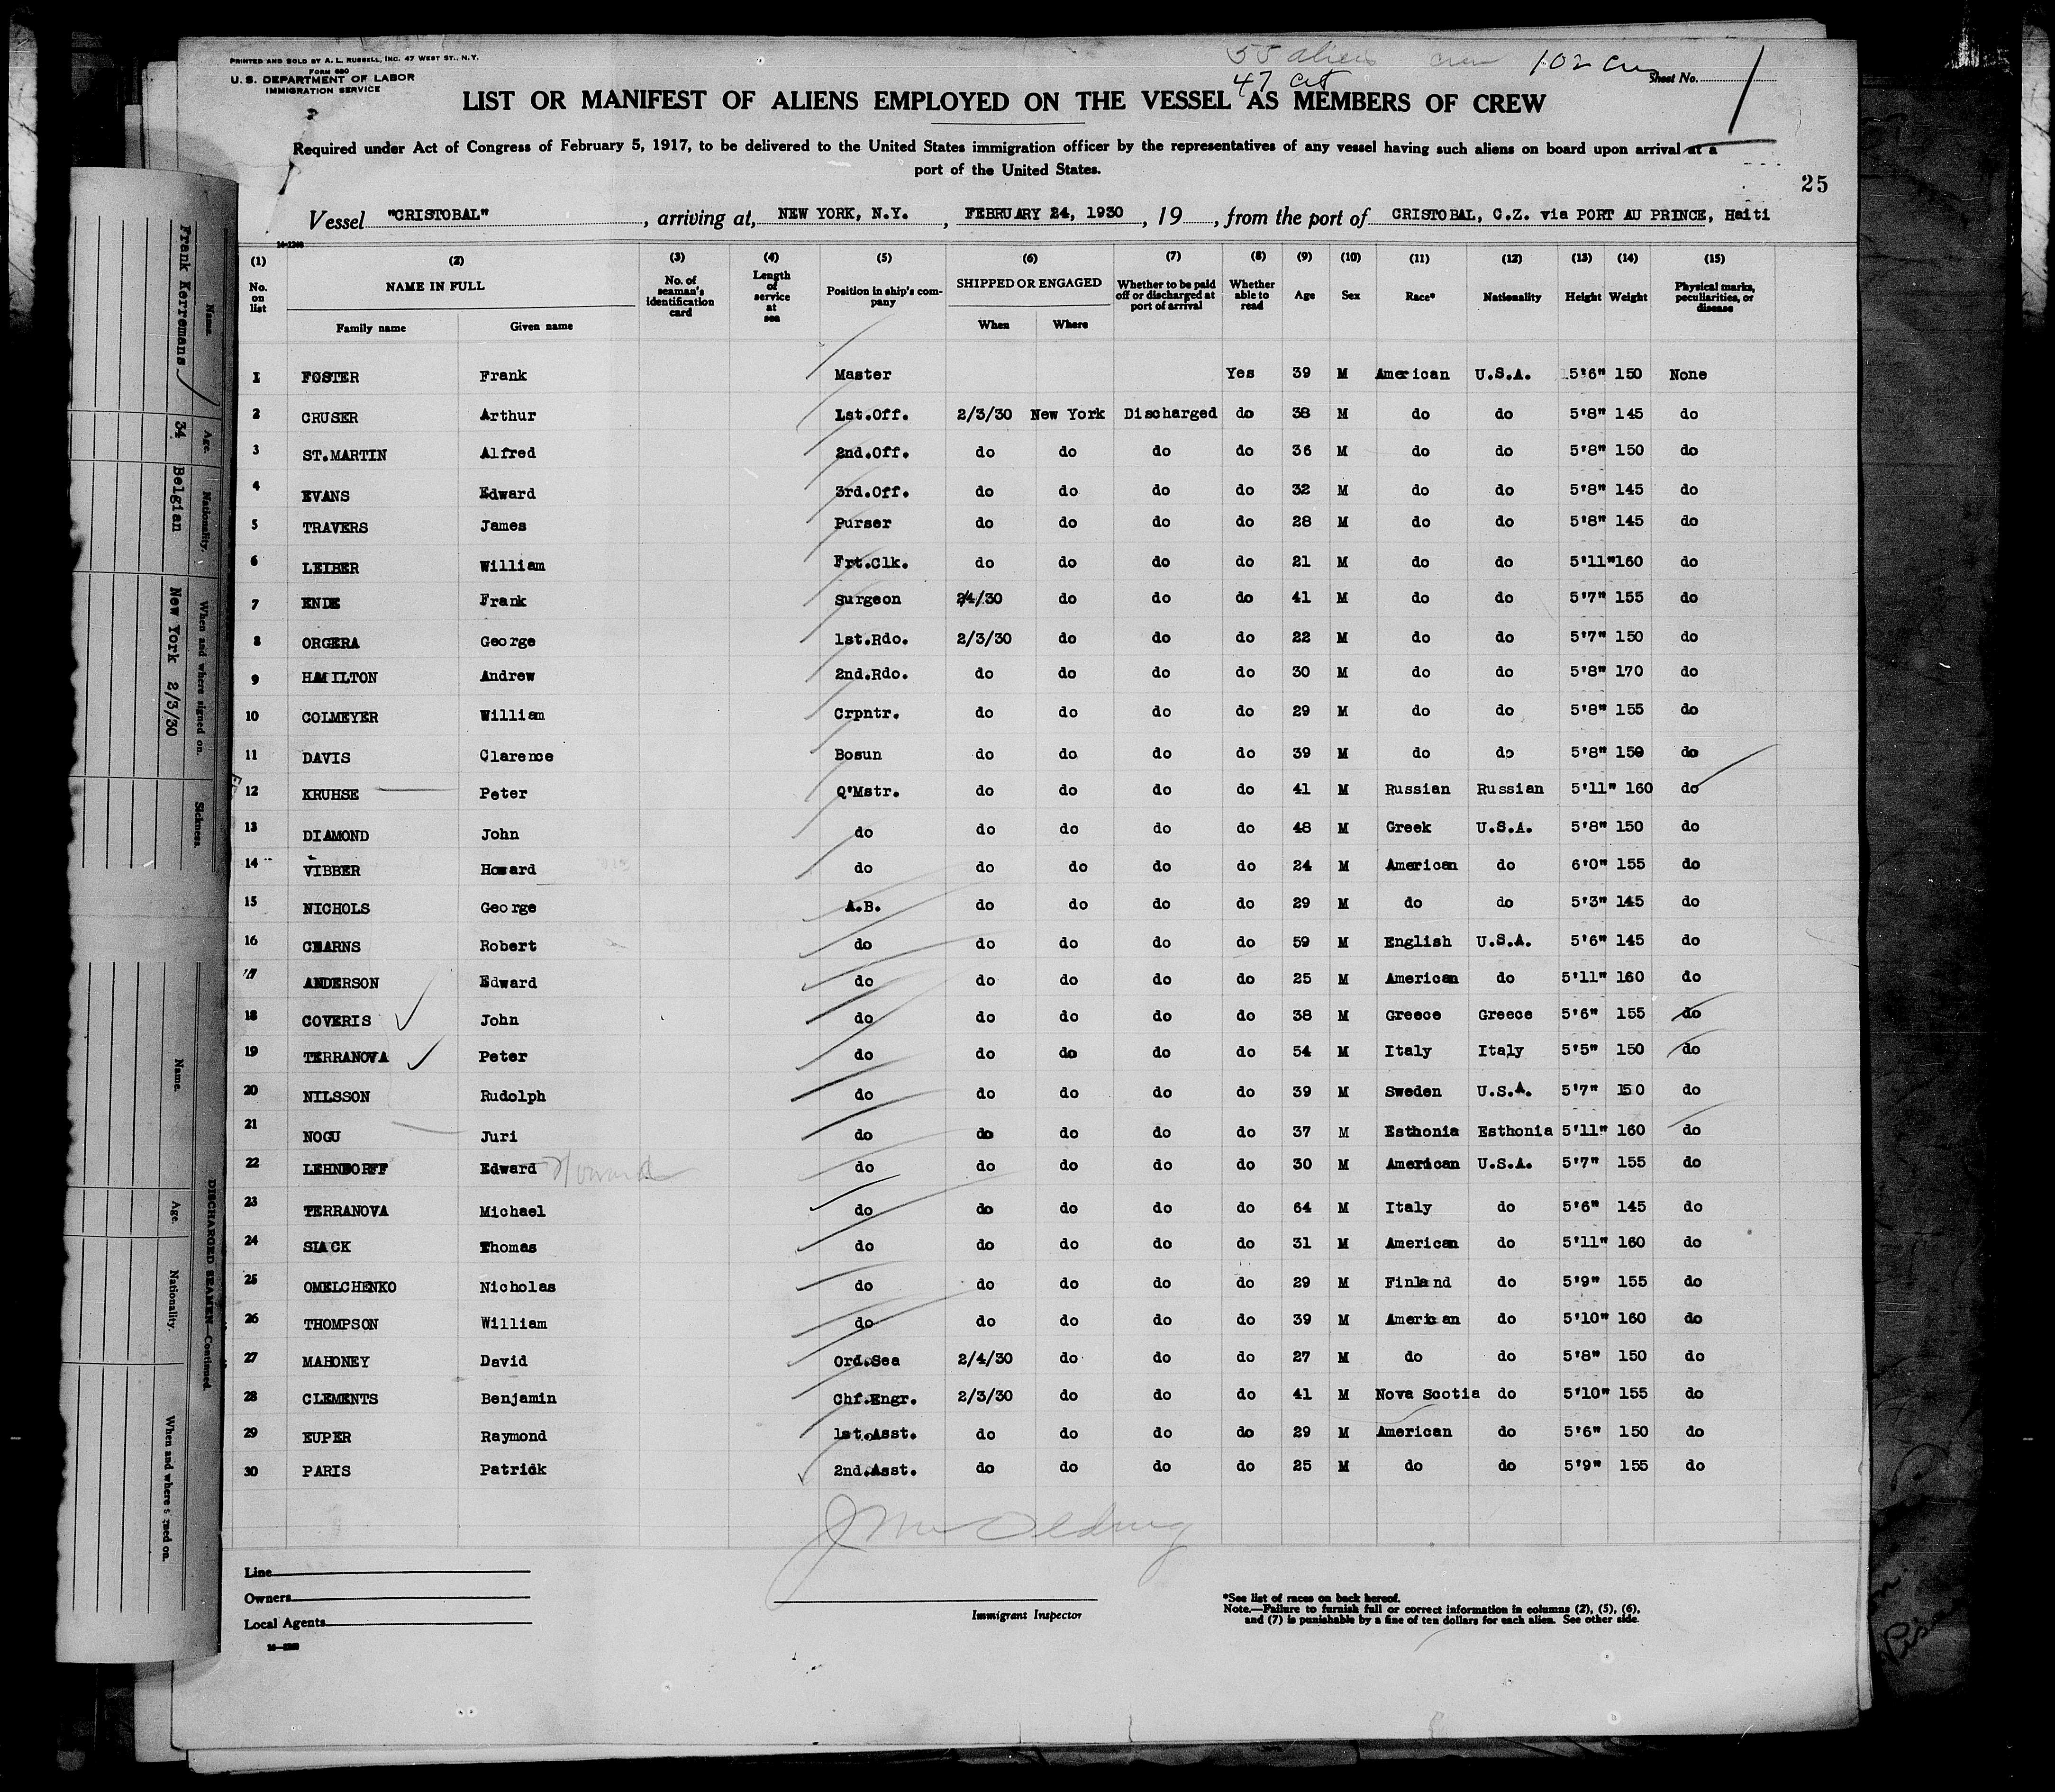 PRINTED AND SOLD BY A. L. RUSSELL, INC. 47 WEST ST., N.Y.
FORM 680
U. S. DEPARTMENT OF LABOR
IMMIGRATION SERVICE
55 aliens crew 102 Crew
47 cit
Sheet No. 1
LIST OR MANIFEST OF ALIENS EMPLOYED ON THE VESSEL AS MEMBERS OF CREW
Required under Act of Congress of February 5, 1917, to be delivered to the United States immigration officer by the representatives of any vessel having such aliens on board upon arrival at a
port of the United States.
25
Vessel "CRISTOBAL", arriving at, NEW YORK, N.Y., FEBRUARY 24, 1930, 19, from the port of CRISTOBAL, C.Z. via PORT AU PRINCE, Haiti
(1) (2) (3) (4) (5) (6) (7) (8) (9) (10) (11) (12) (13) (14) (15)
No. on list NAME IN FULL No. of seaman's identification card Length of service at sea Position in ship's company SHIPPED OR ENGAGED Whether to be paid off or discharged at port of arrival Whether able to read Age Sex Race* Nationality Height Weight Physical marks, peculiarities, or disease
Family name Given name When Where
1 FOSTER Frank Master Yes 39 M American U.S.A. 5'6" 150 None
2 CRUSER Arthur 1st.Off. 2/3/30 New York Discharged do 38 M do do 5'8" 145 do
3 ST.MARTIN Alfred 2nd.Off. do do do do 36 M do do 5'8" 150 do
4 EVANS Edward 3rd.Off. do do do do 32 M do do 5'8" 145 do
5 TRAVERS James Purser do do do do 28 M do do 5'8" 145 do
6 LEIBER William Frt.Clk. do do do do 21 M do do 5'11" 160 do
7 ENDE Frank Surgeon 2/4/30 do do do 41 M do do 5'7" 155 do
8 ORGERA George 1st.Rdo. 2/3/30 do do do 22 M do do 5'7" 150 do
9 HAMILTON Andrew 2nd.Rdo. do do do do 30 M do do 5'8" 170 do
10 COLMEYER William Crpntr. do do do do 29 M do do 5'8" 155 do
11 DAVIS Clarence Bosun do do do do 39 M do do 5'8" 150 do
12 KRUHSE Peter Q'Mstr. do do do do 41 M Russian Russian 5'11" 160 do
13 DIAMOND John do do do do do 48 M Greek U.S.A. 5'8" 150 do
14 VIBBER Howard do do do do do 24 M American do 6'0" 155 do
15 NICHOLS George A.B. do do do do 29 M do do 5'3" 145 do
16 CEARNS Robert do do do do do 59 M English U.S.A. 5'6" 145 do
17 ANDERSON Edward do do do do do 25 M American do 5'11" 160 do
18 COVERIS John do do do do do 38 M Greece Greece 5'6" 155 do
19 TERRANOVA Peter do do do do do 54 M Italy Italy 5'5" 150 do
20 NILSSON Rudolph do do do do do 39 M Sweden U.S.A. 5'7" 150 do
21 NOGU Juri do do do do do 37 M Esthonia Esthonia 5'11" 160 do
22 LEHNDORFF Edward Howard do do do do do 30 M American U.S.A. 5'7" 155 do
23 TERRANOVA Michael do do do do do 64 M Italy do 5'6" 145 do
24 SLACK Thomas do do do do do 31 M American do 5'11" 160 do
25 OMELCHENKO Nicholas do do do do do 29 M Finland do 5'9" 155 do
26 THOMPSON William do do do do do 39 M American do 5'10" 160 do
27 MAHONEY David Ord.Sea 2/4/30 do do do 27 M do do 5'8" 150 do
28 CLEMENTS Benjamin Chf.Engr. 2/3/30 do do do 41 M Nova Scotia do 5'10" 155 do
29 EUPER Raymond 1st.Asst. do do do do 29 M American do 5'6" 150 do
30 PARIS Patrick 2nd.Asst. do do do do 25 M do do 5'9" 155 do
Line
Owners
Local Agents
Immigrant Inspector
*See list of races on back hereof.
Note.—Failure to furnish full or correct information in columns (2), (5), (6),
and (7) is punishable by a fine of ten dollars for each alien. See other side.
Name. Age. Nationality. When and where signed on. Sickness.
Frank Keremans 34 Belgian New York 2/3/30
DISCHARGED SEAMEN—Continued.
Name. Age. Nationality. When and where signed on.